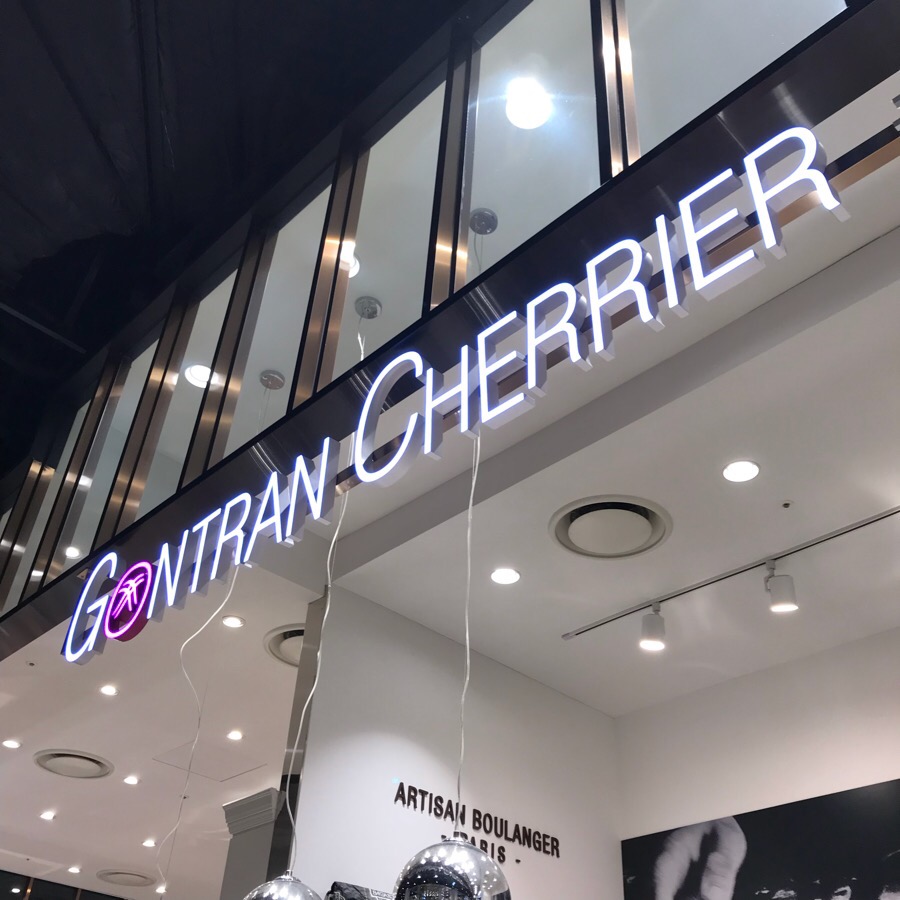 GONTRAN CHERRIER
ARTISAN BOULANGER
- PARIS -